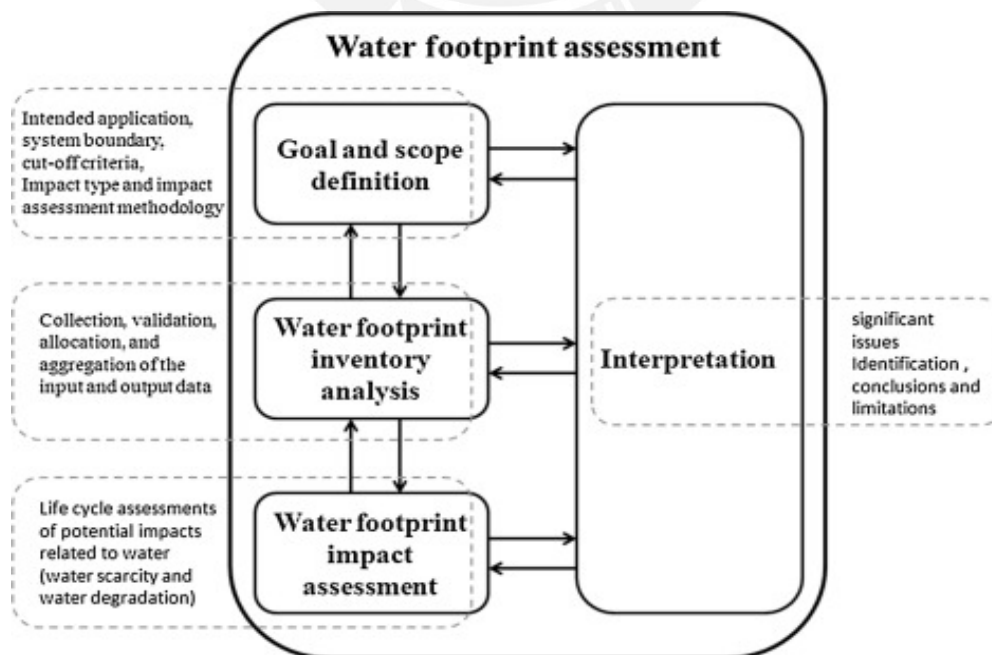 Water footprint assessment
Intended application,
system boundary,
cut-off criteria,
Impact type and impact
assessment methodology
Goal and scope
definition
Collection, validation,
allocation, and
aggregation of the
input and output data
Water footprint
inventory
analysis
Interpretation
significant
issues
Identification ,
conclusions and
limitations
Life cycle assessments
of potential impacts
related to water
(water scarcity and
water degradation)
Water footprint
impact
assessment